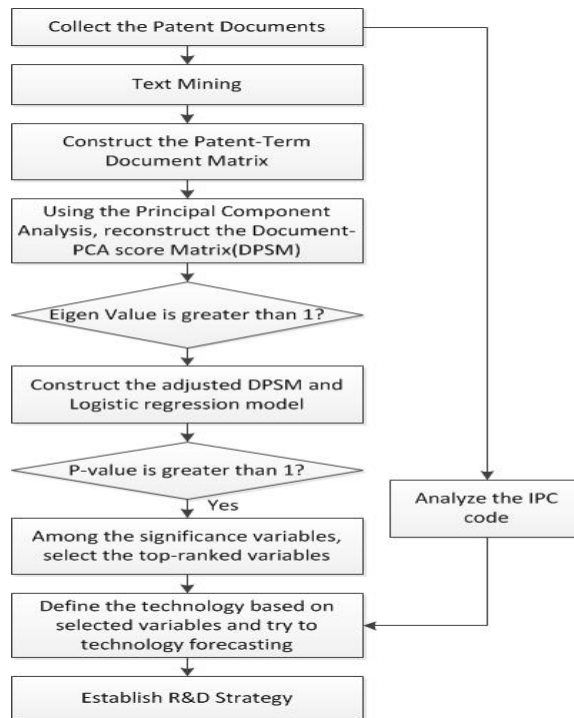 Collect the Patent Documents
Text Mining
Construct the Patent-Term
Document Matrix
Using the Principal Component
Analysis, reconstruct the Document-
PCA score Matrix(DPSM)
Eigen Value is greater than 1?
Construct the adjusted DPSM and
Logistic regression model
P-value is greater than 1?
Yes
Analyze the IPC
code
Among the significance variables,
select the top-ranked variables
Define the technology based on
selected variables and try to
technology forecasting
Establish R&D Strategy